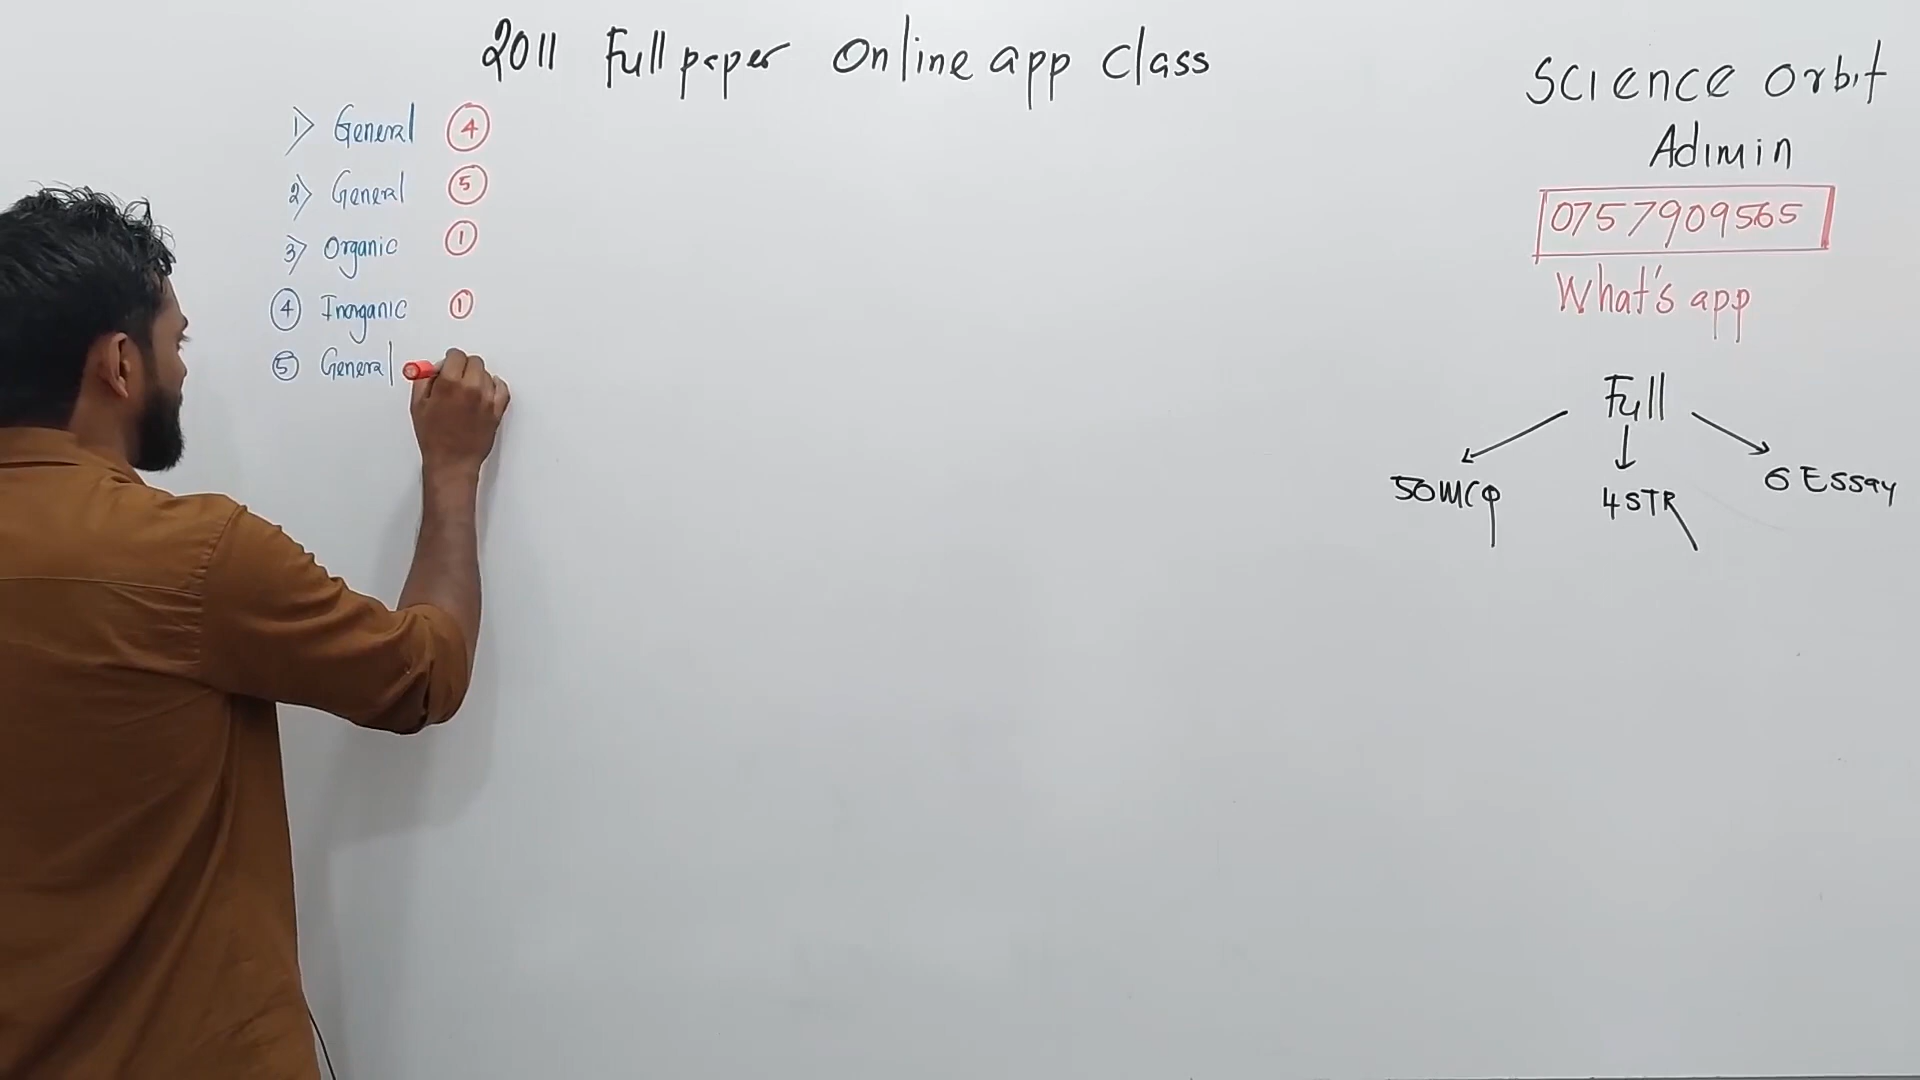 2011 Full paper Online app Class
1) General 4
2) General 5
3) Organic 1
4 Inorganic 1
5 General
Science Orbit
Adimin
0757909565
What's app
Full
50MCQ 4STR 6 Essay